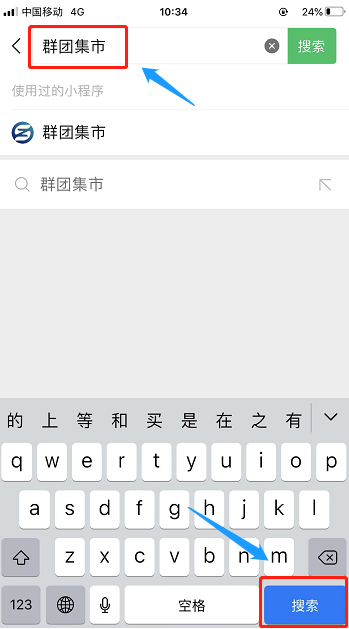 中国移动 4G 10:34 24%
群团集市 搜索
使用过的小程序
群团集市
群团集市
的 上 等 和 买 是 在 之 有
q w e r t y u i o p
a s d f g h j k l
z x c v b n m
123 空格 搜索